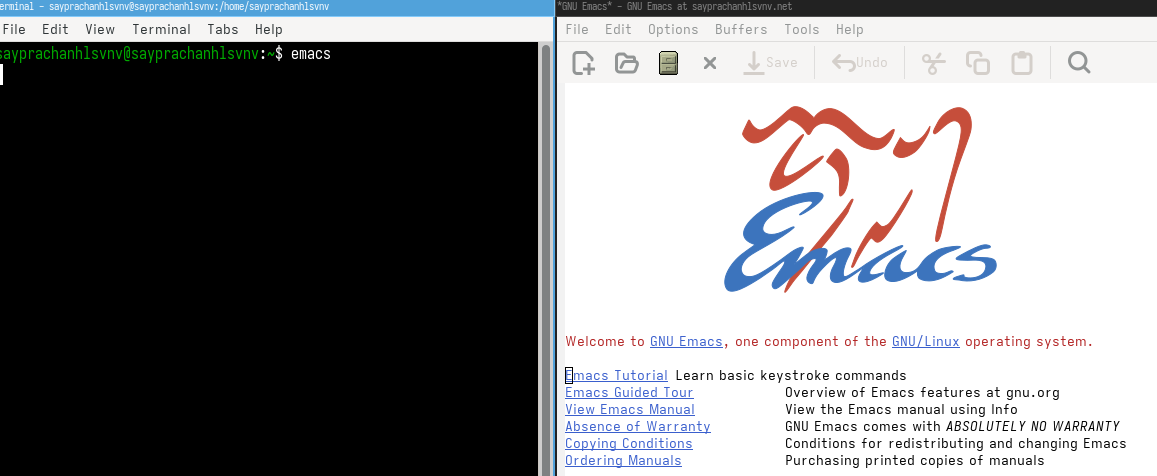 erminal - sayprachanhlsvnv@sayprachanhlsvnv:/home/sayprachanhlsvnv
File Edit View Terminal Tabs Help
sayprachanhlsvnv@sayprachanhlsvnv:~$ emacs
*GNU Emacs* - GNU Emacs at sayprachanhlsvnv.net
File Edit Options Buffers Tools Help
Save Undo
Emacs
Welcome to GNU Emacs, one component of the GNU/Linux operating system.
Emacs Tutorial Learn basic keystroke commands
Emacs Guided Tour Overview of Emacs features at gnu.org
View Emacs Manual View the Emacs manual using Info
Absence of Warranty GNU Emacs comes with ABSOLUTELY NO WARRANTY
Copying Conditions Conditions for redistributing and changing Emacs
Ordering Manuals Purchasing printed copies of manuals